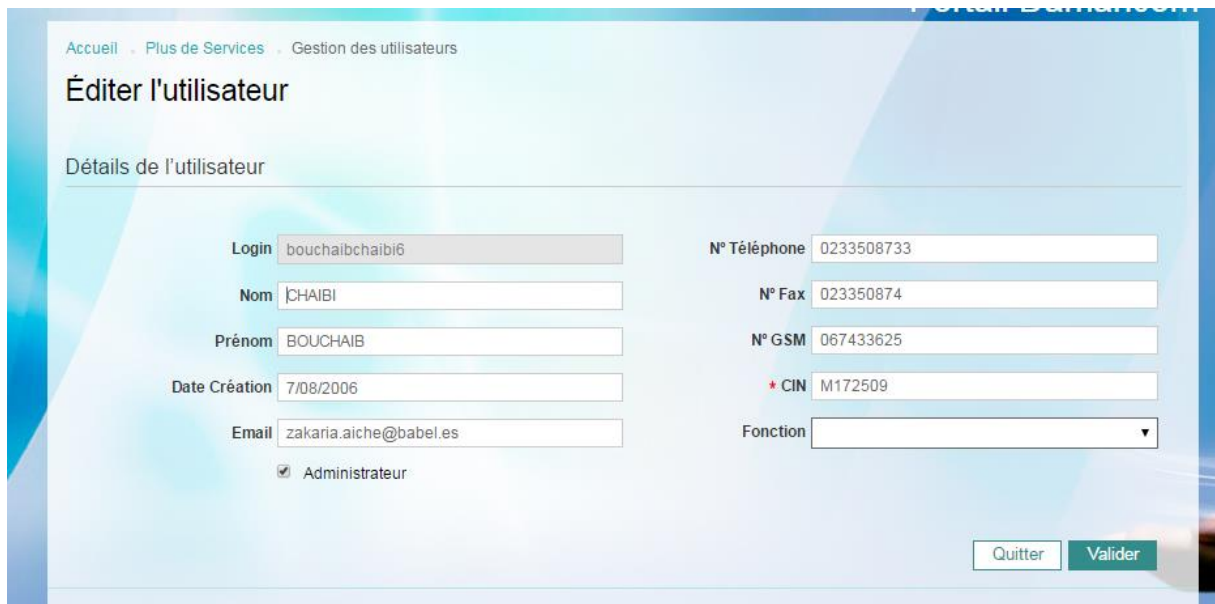 Portail Damancom
Accueil Plus de Services Gestion des utilisateurs
Éditer l'utilisateur
Détails de l'utilisateur
Login bouchaibchaibi6
N° Téléphone 0233508733
Nom CHAIBI
N° Fax 023350874
Prénom BOUCHAIB
N° GSM 067433625
Date Création 7/08/2006
* CIN M172509
Email zakaria.aiche@babel.es
Fonction
Administrateur
Quitter Valider